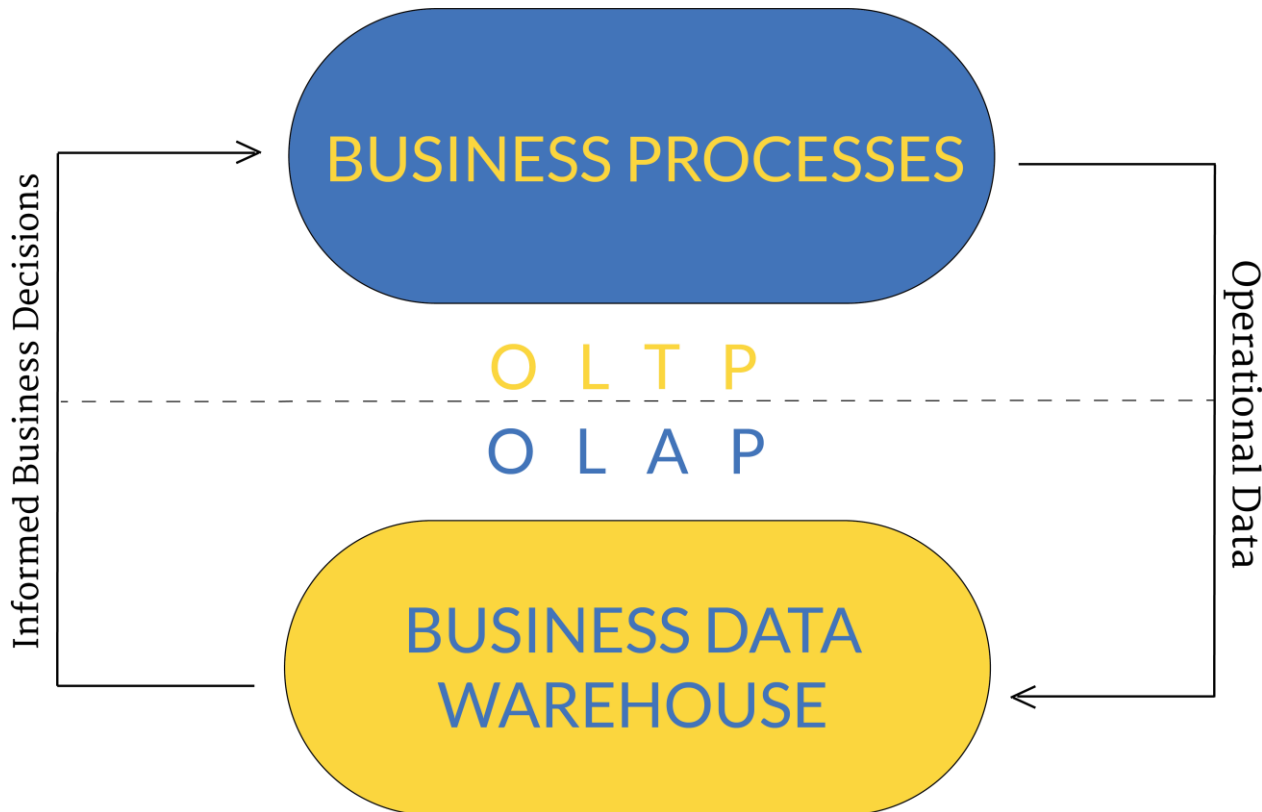 BUSINESS PROCESSES
Informed Business Decisions
Operational Data
O L T P
O L A P
BUSINESS DATA
WAREHOUSE